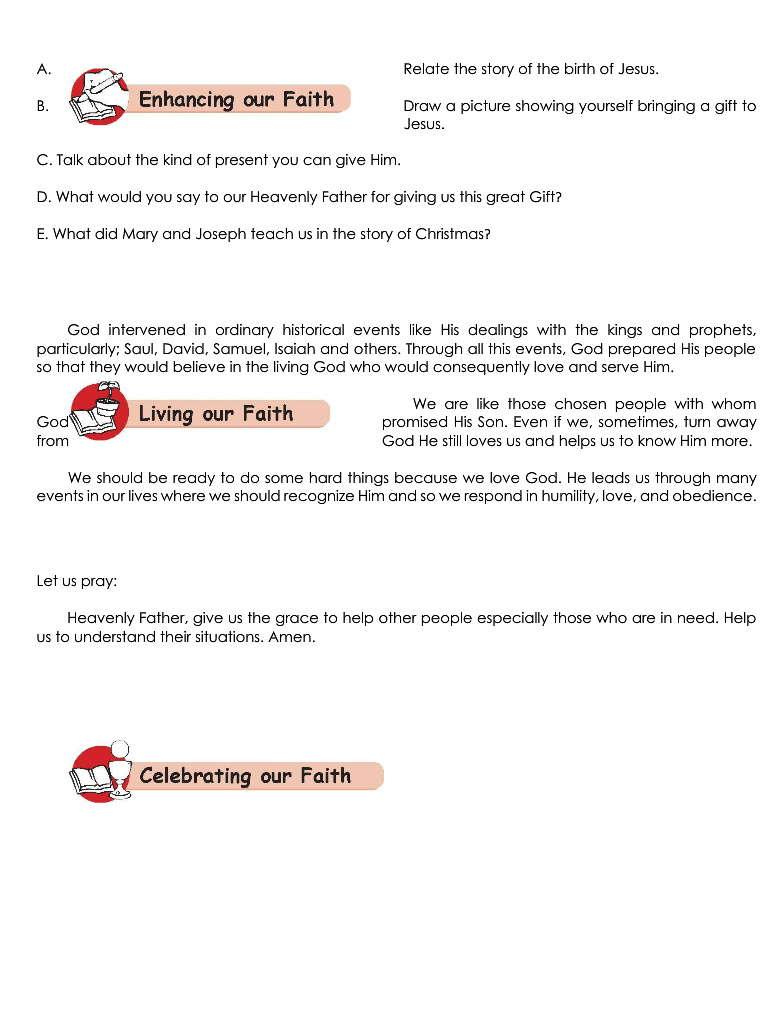 A. Relate the story of the birth of Jesus.
Enhancing our Faith
B. Draw a picture showing yourself bringing a gift to
Jesus.
C. Talk about the kind of present you can give Him.
D. What would you say to our Heavenly Father for giving us this great Gift?
E. What did Mary and Joseph teach us in the story of Christmas?
God intervened in ordinary historical events like His dealings with the kings and prophets,
particularly; Saul, David, Samuel, Isaiah and others. Through all this events, God prepared His people
so that they would believe in the living God who would consequently love and serve Him.
Living our Faith
We are like those chosen people with whom
God promised His Son. Even if we, sometimes, turn away
from God He still loves us and helps us to know Him more.
We should be ready to do some hard things because we love God. He leads us through many
events in our lives where we should recognize Him and so we respond in humility, love, and obedience.
Let us pray:
Heavenly Father, give us the grace to help other people especially those who are in need. Help
us to understand their situations. Amen.
Celebrating our Faith